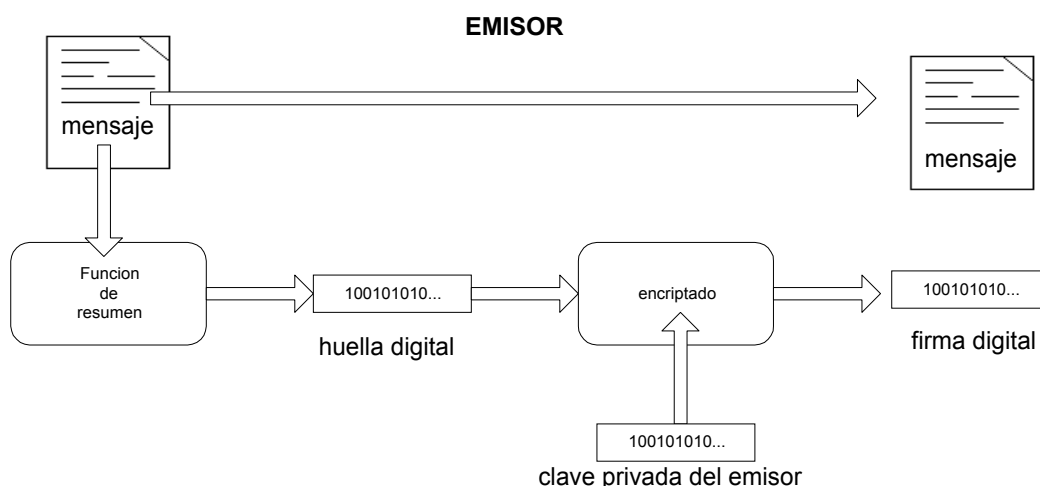 EMISOR
mensaje
mensaje
Funcion
de
resumen
100101010...
encriptado
100101010...
huella digital
firma digital
100101010...
clave privada del emisor